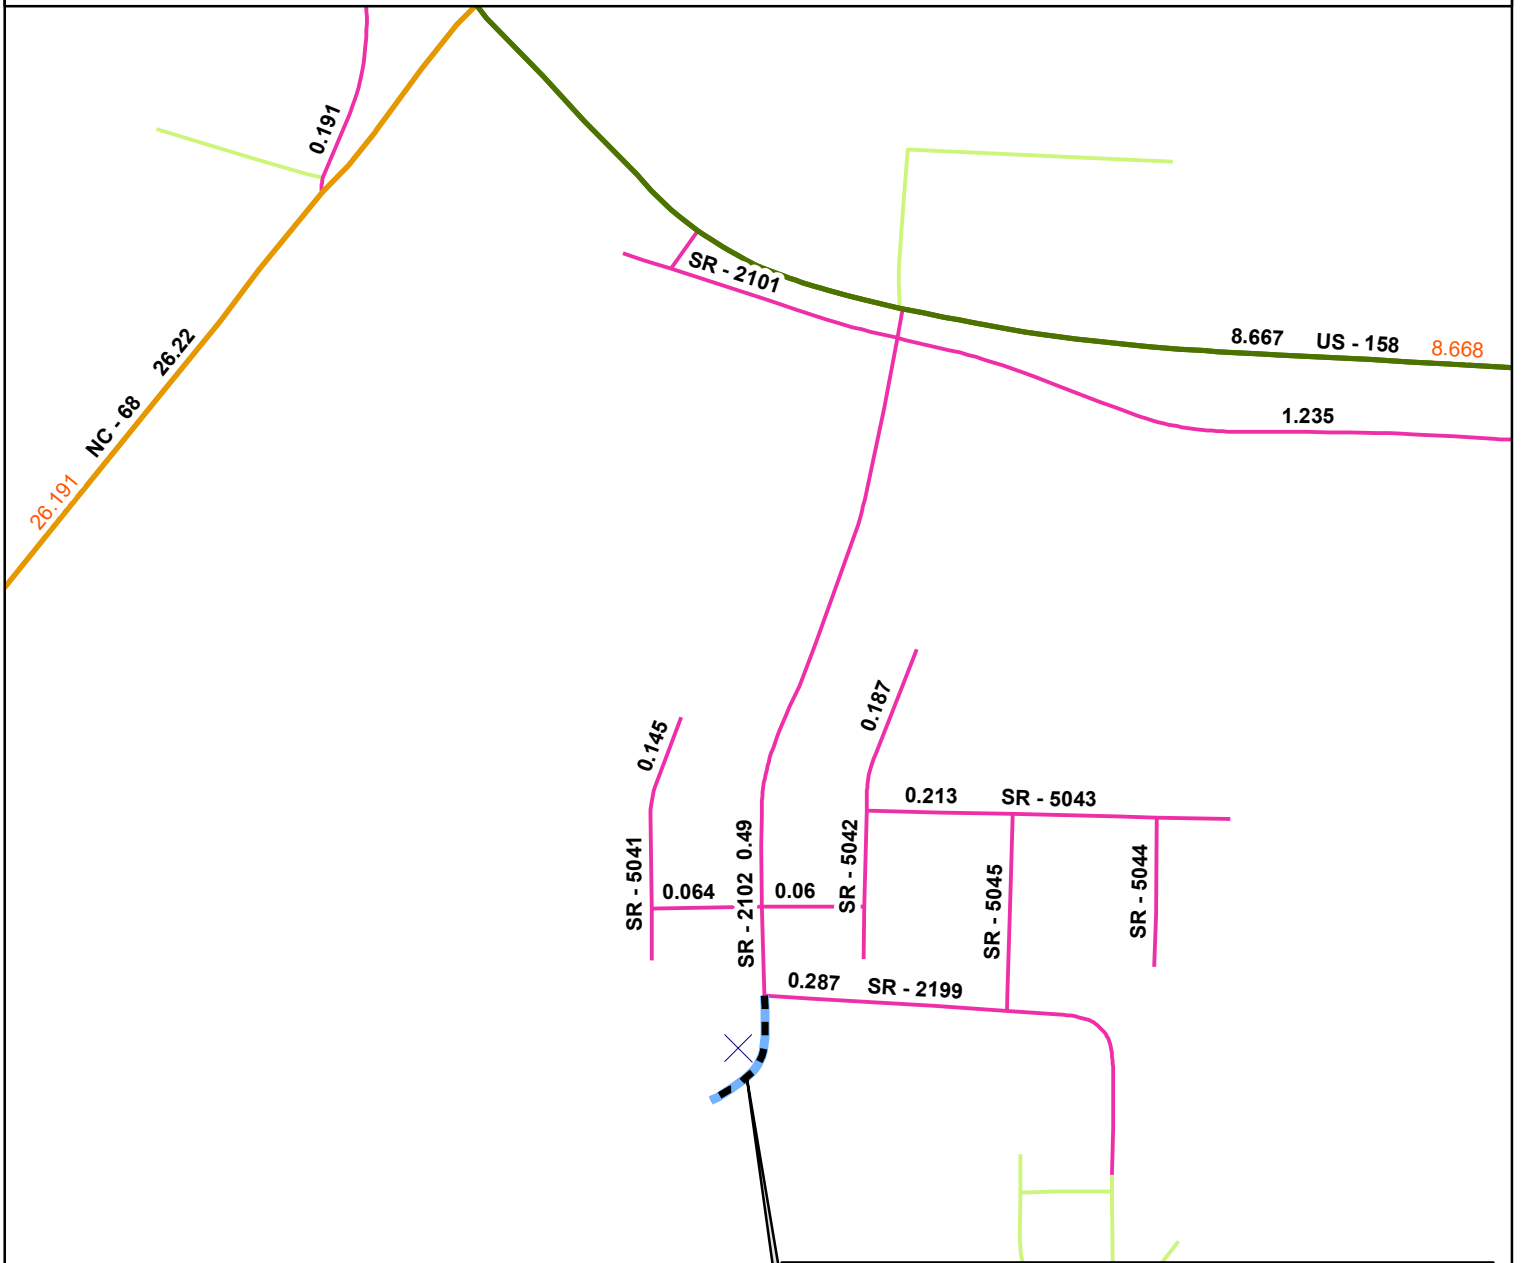 0.191
SR - 2101
26.22
NC - 68
26.191
8.667 US - 158 8.668
1.235
0.187
0.145
0.213 SR - 5043
SR - 5041
SR - 2102 0.49
SR - 5042
0.064
0.06
SR - 5045
SR - 5044
0.287 SR - 2199